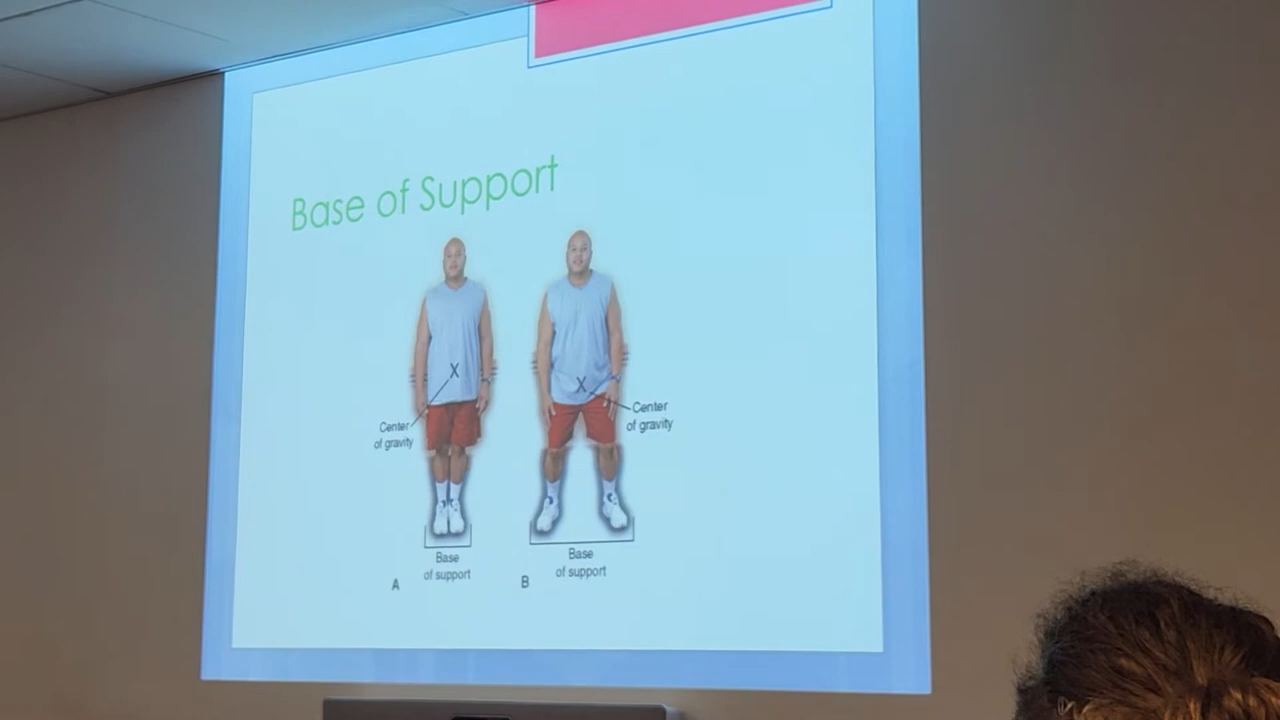 Base of Support
X
X
Center
of gravity
Center
of gravity
Base
of support
Base
of support
A
B